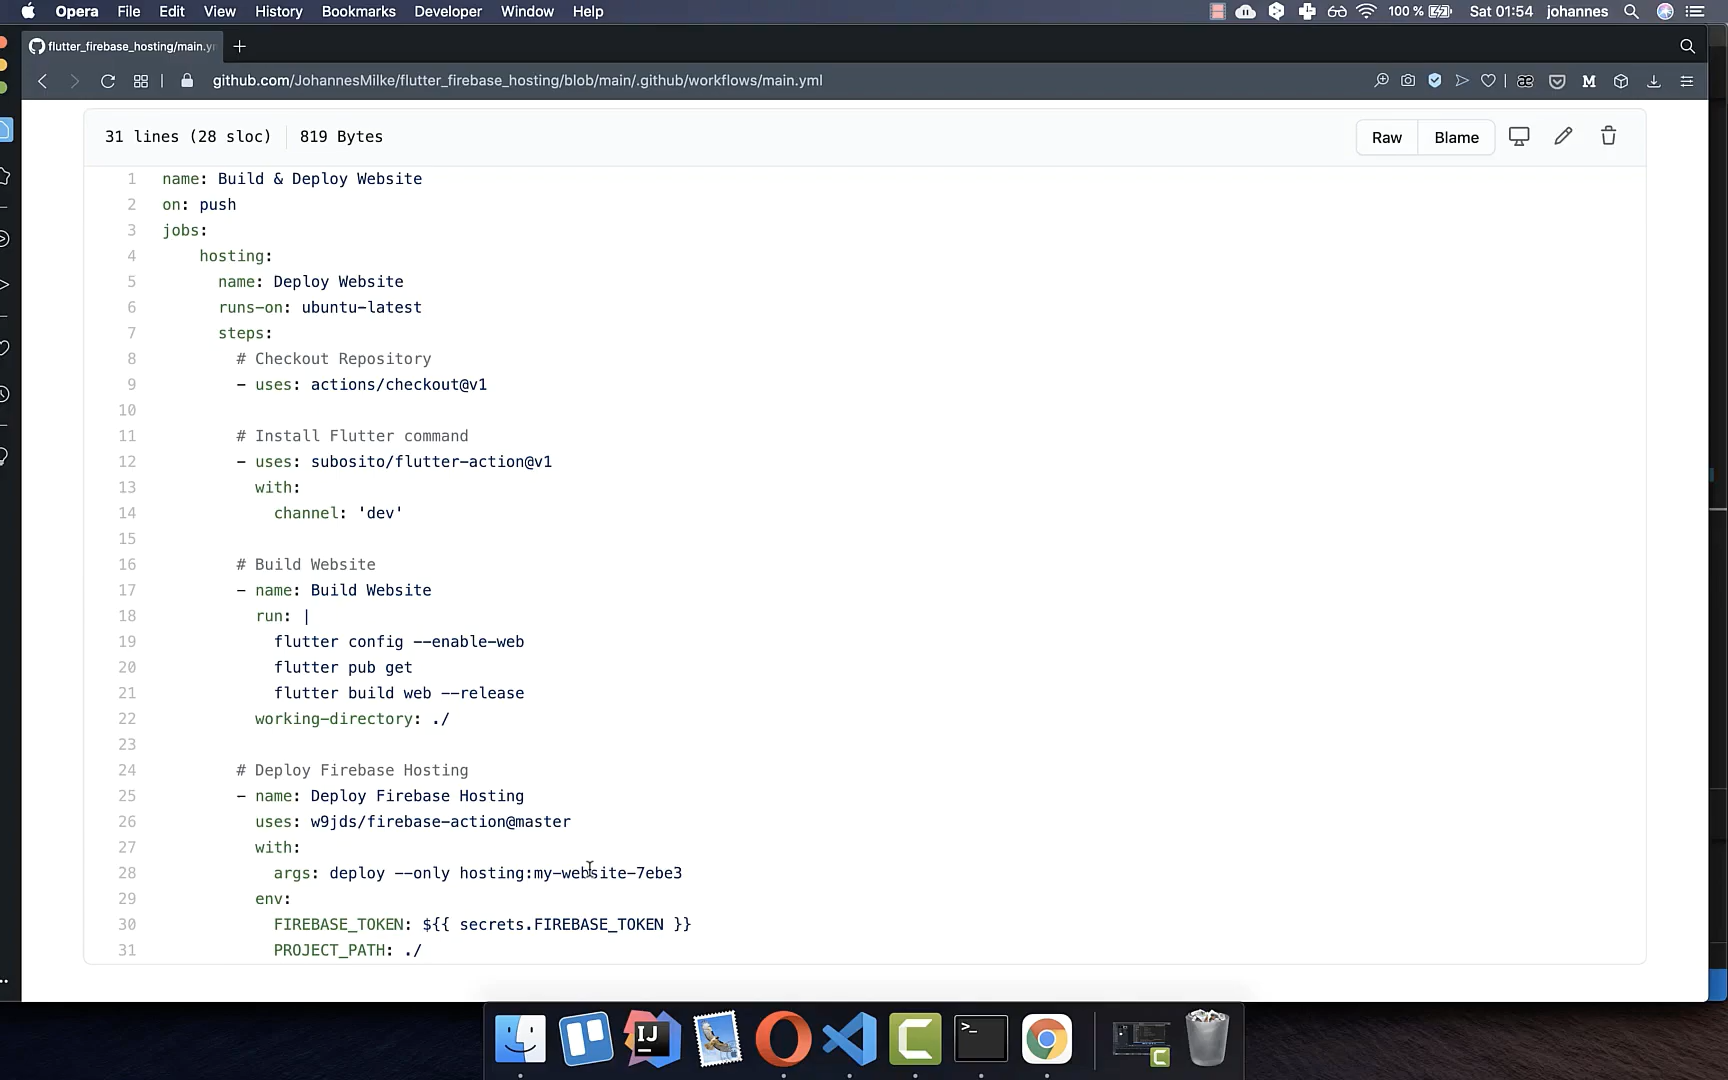 Opera File Edit View History Bookmarks Developer Window Help 100 % Sat 01:54 johannes
flutter_firebase_hosting/main.y
github.com/JohannesMilke/flutter_firebase_hosting/blob/main/.github/workflows/main.yml
31 lines (28 sloc) 819 Bytes Raw Blame
1 name: Build & Deploy Website
2 on: push
3 jobs:
4 hosting:
5 name: Deploy Website
6 runs-on: ubuntu-latest
7 steps:
8 # Checkout Repository
9 - uses: actions/checkout@v1
10
11 # Install Flutter command
12 - uses: subosito/flutter-action@v1
13 with:
14 channel: 'dev'
15
16 # Build Website
17 - name: Build Website
18 run: |
19 flutter config --enable-web
20 flutter pub get
21 flutter build web --release
22 working-directory: ./
23
24 # Deploy Firebase Hosting
25 - name: Deploy Firebase Hosting
26 uses: w9jds/firebase-action@master
27 with:
28 args: deploy --only hosting:my-website-7ebe3
29 env:
30 FIREBASE_TOKEN: ${{ secrets.FIREBASE_TOKEN }}
31 PROJECT_PATH: ./